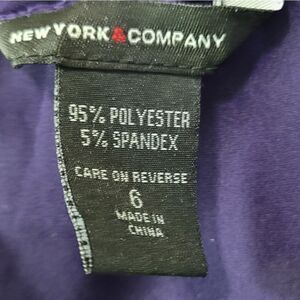 NEW YORK&COMPANY
95% POLYESTER
5% SPANDEX
CARE ON REVERSE
6
MADE IN
CHINA